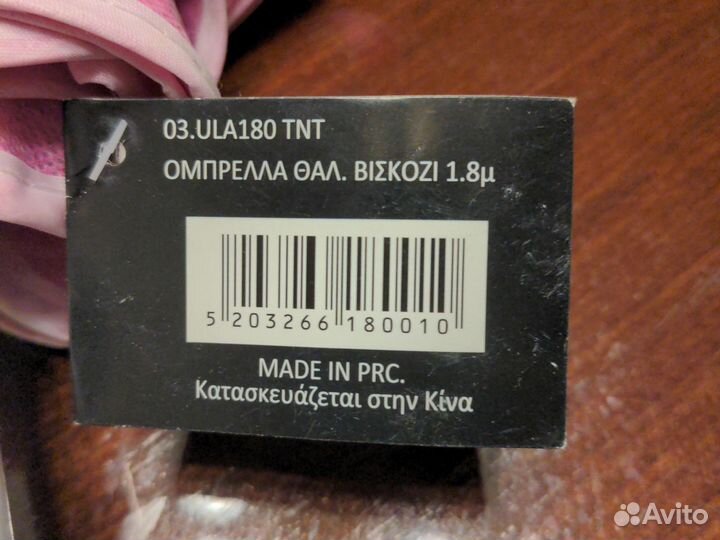 03.ULA180 TNT
ΟΜΠΡΕΛΛΑ ΘΑΛ. ΒΙΣΚΟΖΙ 1.8μ
5 203266 180010
MADE IN PRC.
Κατασκευάζεται στην Κίνα
Avito